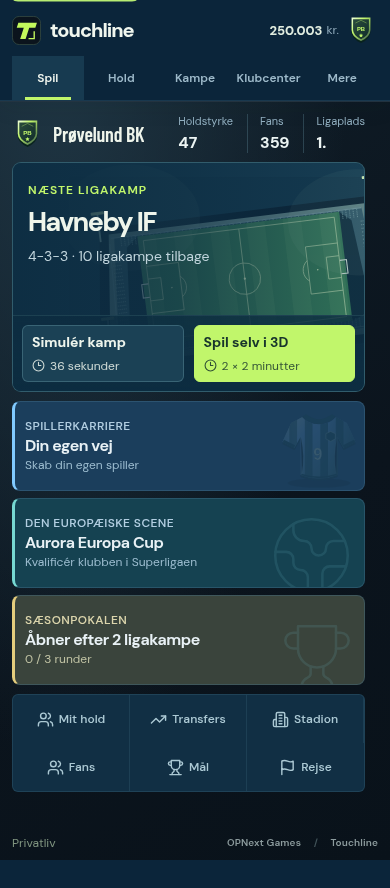 touchline
250.003 kr.
PB
Spil Hold Kampe Klubcenter Mere
PB
Prøvelund BK
Holdstyrke Fans Ligaplads
47 359 1.
NÆSTE LIGAKAMP
Havneby IF
4-3-3 · 10 ligakampe tilbage
Simulér kamp
36 sekunder
Spil selv i 3D
2 × 2 minutter
SPILLERKARRIERE
Din egen vej
Skab din egen spiller
9
DEN EUROPÆISKE SCENE
Aurora Europa Cup
Kvalificér klubben i Superligaen
SÆSONPOKALEN
Åbner efter 2 ligakampe
0 / 3 runder
Mit hold Transfers Stadion
Fans Mål Rejse
Privatliv OPNext Games / Touchline